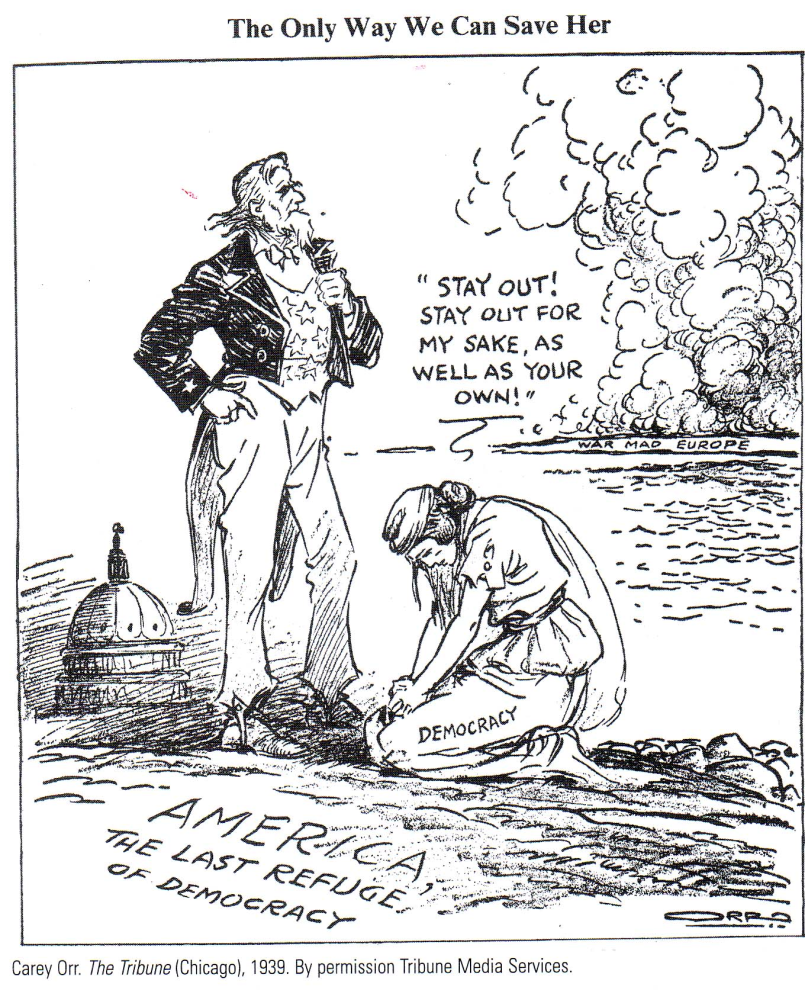 The Only Way We Can Save Her
"STAY OUT!
STAY OUT FOR
MY SAKE, AS
WELL AS YOUR
OWN!"
WAR MAD EUROPE
DEMOCRACY
AMERICA,
THE LAST REFUGE
OF DEMOCRACY
ORR
Carey Orr. The Tribune (Chicago), 1939. By permission Tribune Media Services.